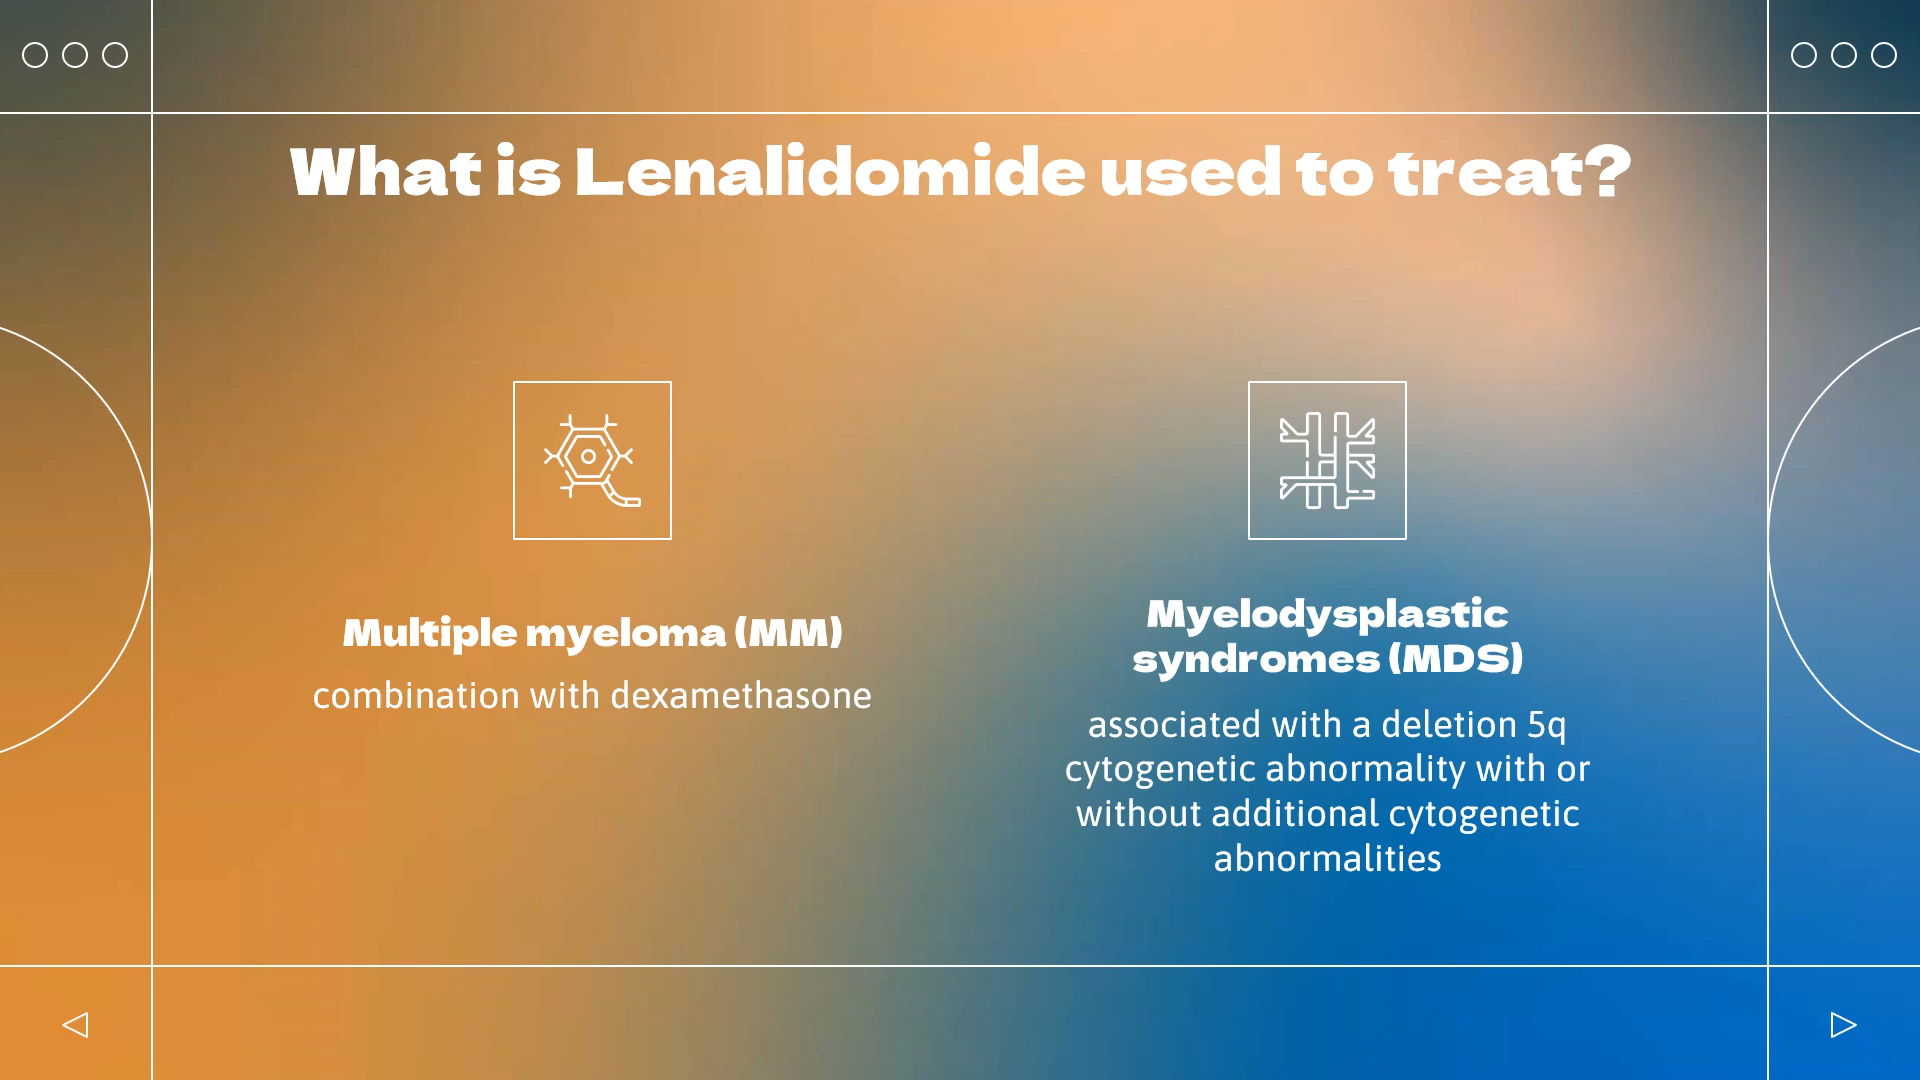 What is Lenalidomide used to treat?
Multiple myeloma (MM)
combination with dexamethasone
Myelodysplastic
syndromes (MDS)
associated with a deletion 5q
cytogenetic abnormality with or
without additional cytogenetic
abnormalities